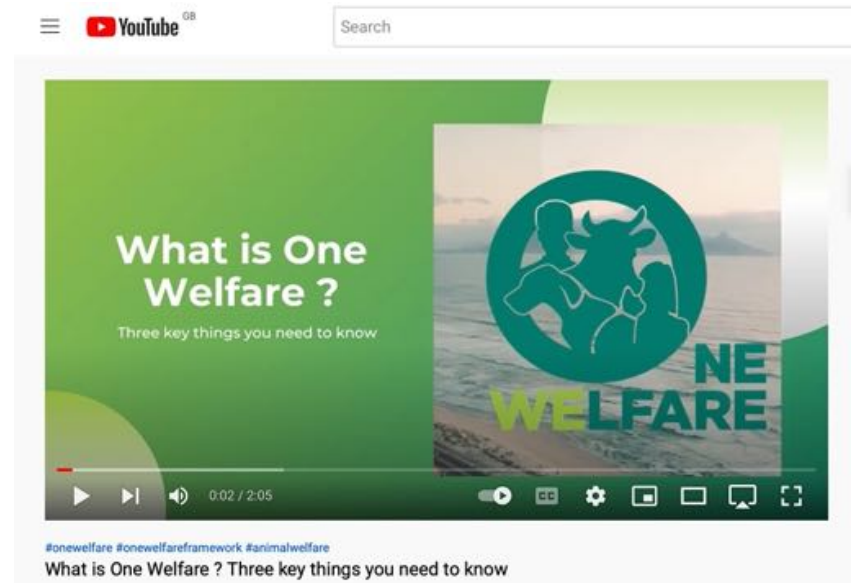 YouTube GB
Search
What is One
Welfare ?
Three key things you need to know
NE
WELFARE
0:02 / 2:05
CC
#onewelfare #onewelfareframework #animalwelfare
What is One Welfare ? Three key things you need to know